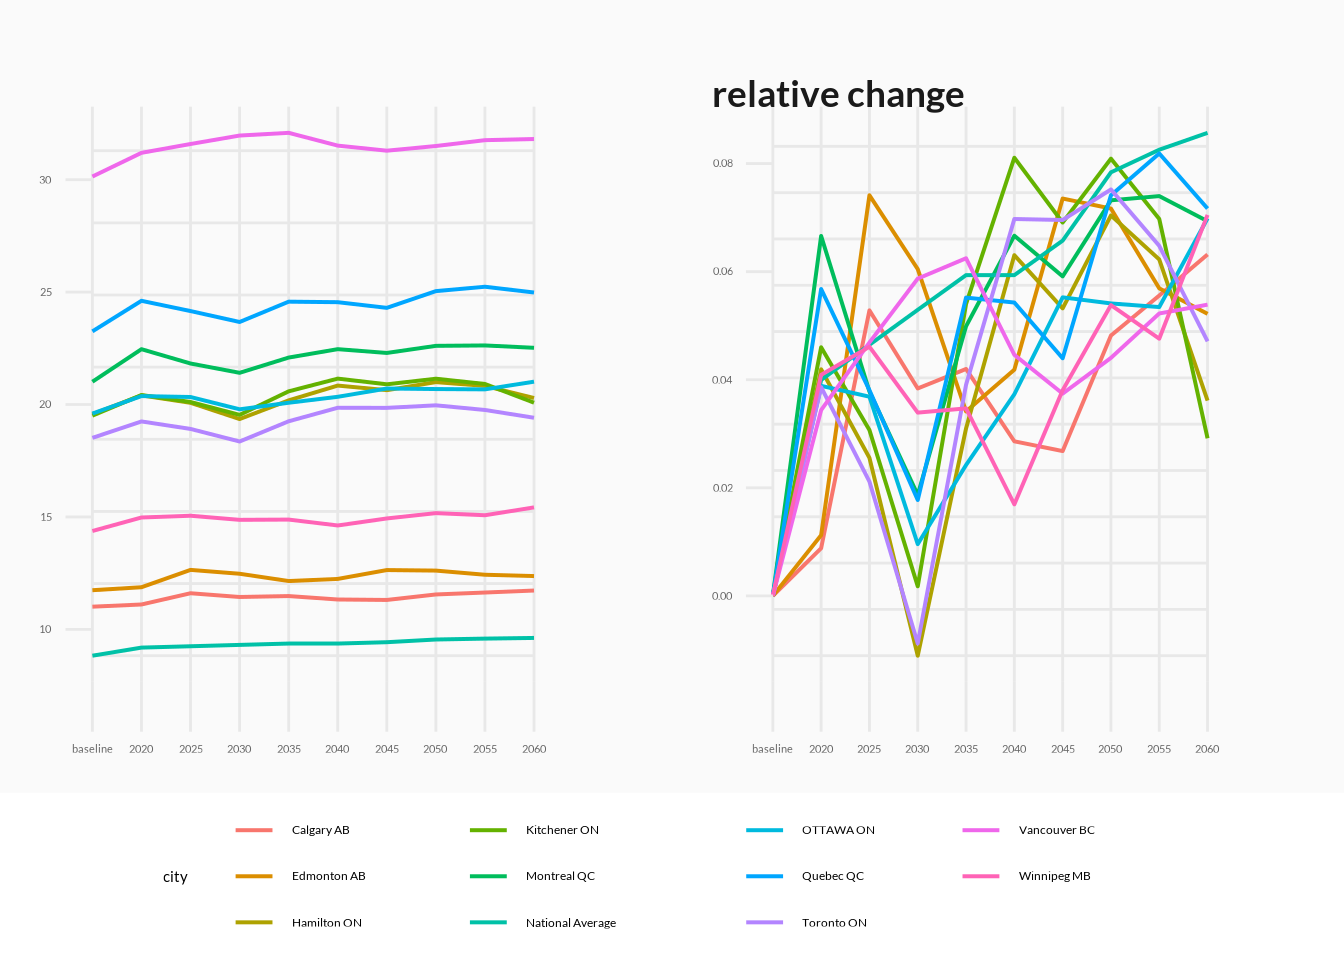 relative change
30
25
20
15
10
baseline 2020 2025 2030 2035 2040 2045 2050 2055 2060
0.08
0.06
0.04
0.02
0.00
baseline 2020 2025 2030 2035 2040 2045 2050 2055 2060
city
Calgary AB
Edmonton AB
Hamilton ON
Kitchener ON
Montreal QC
National Average
OTTAWA ON
Quebec QC
Toronto ON
Vancouver BC
Winnipeg MB